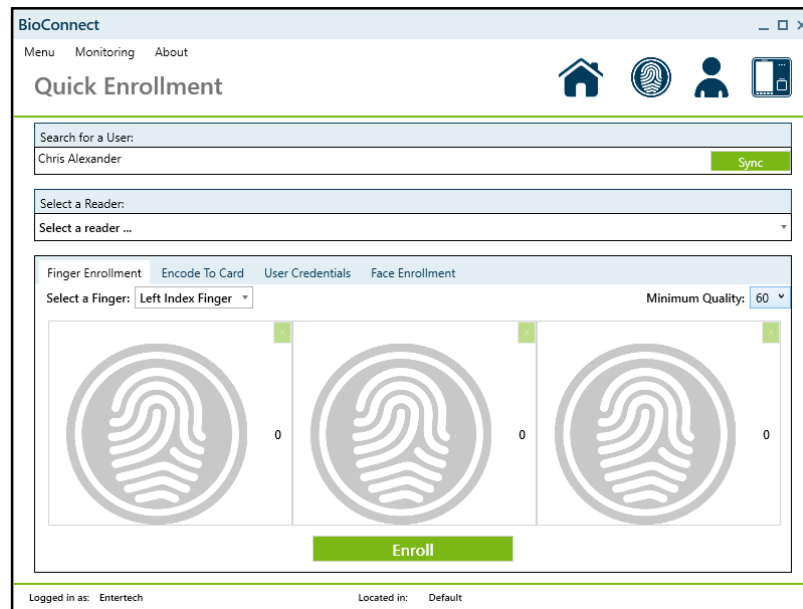 BioConnect
Menu Monitoring About
Quick Enrollment
Search for a User:
Chris Alexander
Sync
Select a Reader:
Select a reader ...
Finger Enrollment Encode To Card User Credentials Face Enrollment
Select a Finger: Left Index Finger Minimum Quality: 60
x x x
0 0 0
Enroll
Logged in as: Entertech Located in: Default